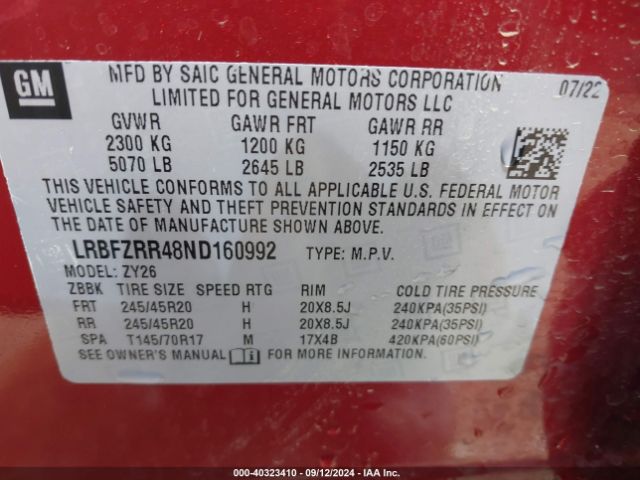 GM
MFD BY SAIC GENERAL MOTORS CORPORATION 07/22
LIMITED FOR GENERAL MOTORS LLC
GVWR GAWR FRT GAWR RR
2300 KG 1200 KG 1150 KG
5070 LB 2645 LB 2535 LB
THIS VEHICLE CONFORMS TO ALL APPLICABLE U.S. FEDERAL MOTOR
VEHICLE SAFETY AND THEFT PREVENTION STANDARDS IN EFFECT ON
THE DATE OF MANUFACTURE SHOWN ABOVE.
LRBFZRR48ND160992 TYPE: M.P.V.
MODEL: ZY26
ZBBK TIRE SIZE SPEED RTG RIM COLD TIRE PRESSURE
FRT 245/45R20 H 20X8.5J 240KPA(35PSI)
RR 245/45R20 H 20X8.5J 240KPA(35PSI)
SPA T145/70R17 M 17X4B 420KPA(60PSI)
SEE OWNER'S MANUAL FOR MORE INFORMATION
000-40323410 - 09/12/2024 - IAA Inc.